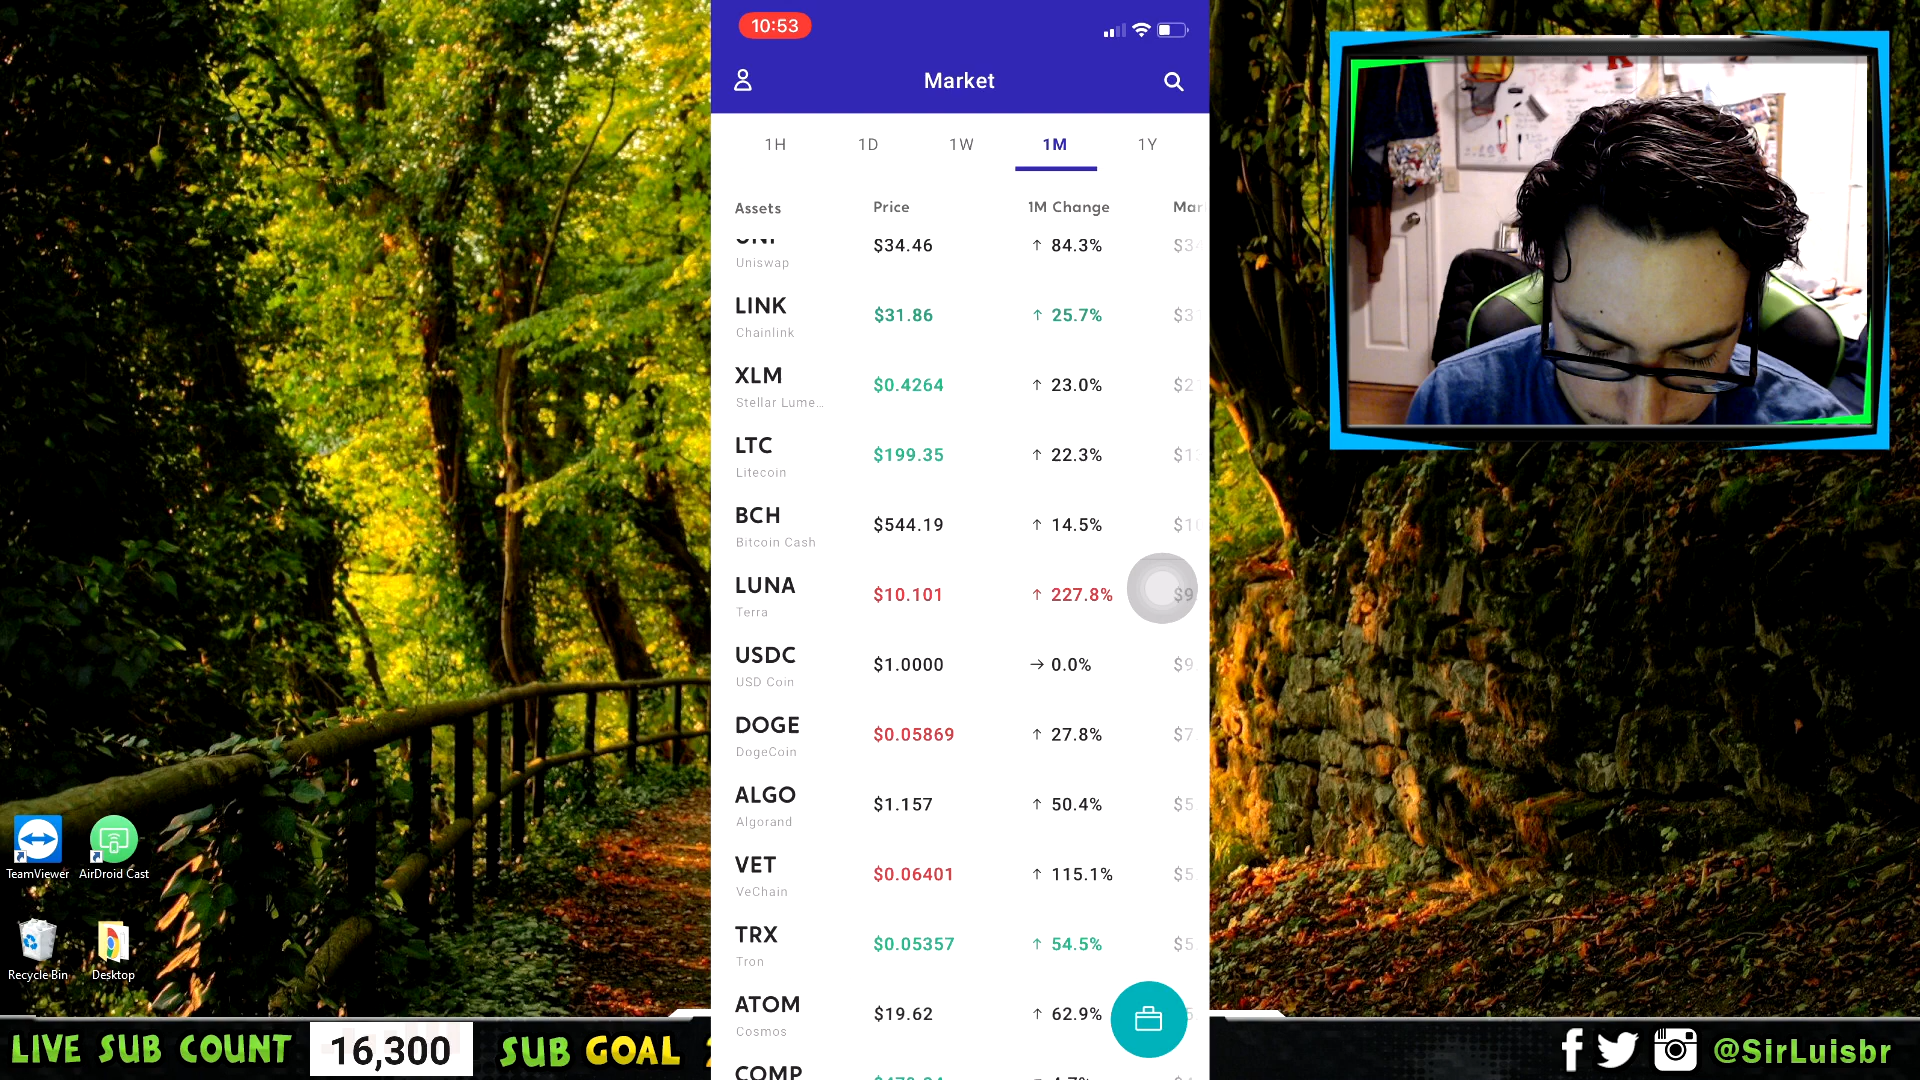 10:53
Market
1H 1D 1W 1M 1Y
Assets Price 1M Change
$34.46 ↑ 84.3%
Uniswap
LINK $31.86 ↑ 25.7%
Chainlink
XLM $0.4264 ↑ 23.0%
Stellar Lume...
LTC $199.35 ↑ 22.3%
Litecoin
BCH $544.19 ↑ 14.5%
Bitcoin Cash
LUNA $10.101 ↑ 227.8%
Terra
USDC $1.0000 → 0.0%
USD Coin
DOGE $0.05869 ↑ 27.8%
DogeCoin
ALGO $1.157 ↑ 50.4%
Algorand
VET $0.06401 ↑ 115.1%
VeChain
TRX $0.05357 ↑ 54.5%
Tron
ATOM $19.62 ↑ 62.9%
Cosmos
COMP
TeamViewer AirDroid Cast
Recycle Bin Desktop
LIVE SUB COUNT 16,300 SUB GOAL
@SirLuisbr